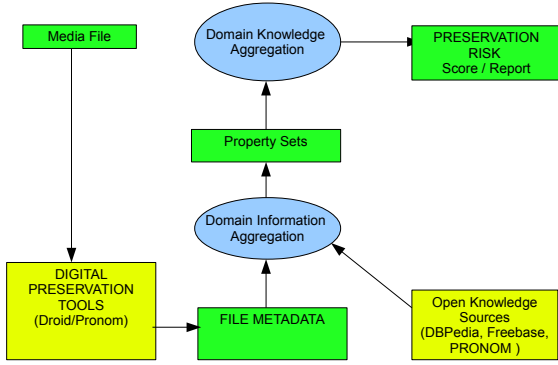 Media File
Domain Knowledge
Aggregation
PRESERVATION
RISK
Score / Report
Property Sets
Domain Information
Aggregation
DIGITAL
PRESERVATION
TOOLS
(Droid/Pronom)
FILE METADATA
Open Knowledge
Sources
(DBPedia, Freebase,
PRONOM )